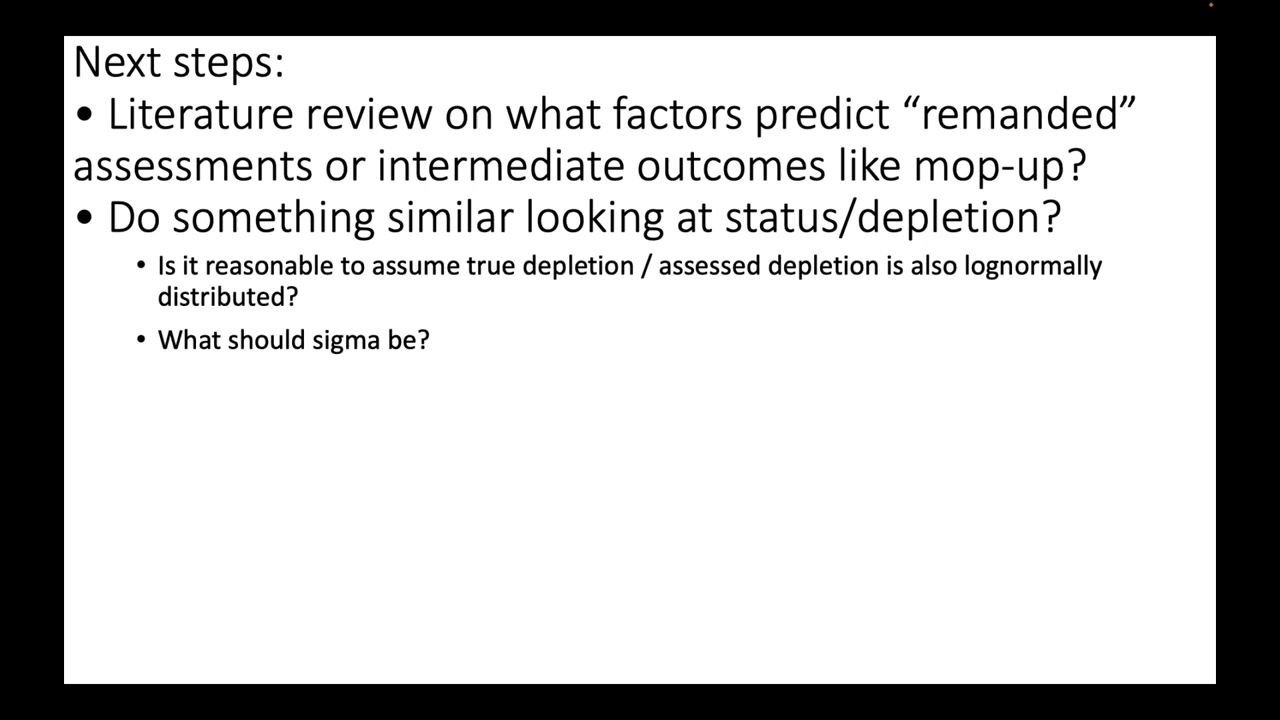 Next steps:
• Literature review on what factors predict “remanded”
assessments or intermediate outcomes like mop-up?
• Do something similar looking at status/depletion?
• Is it reasonable to assume true depletion / assessed depletion is also lognormally
distributed?
• What should sigma be?